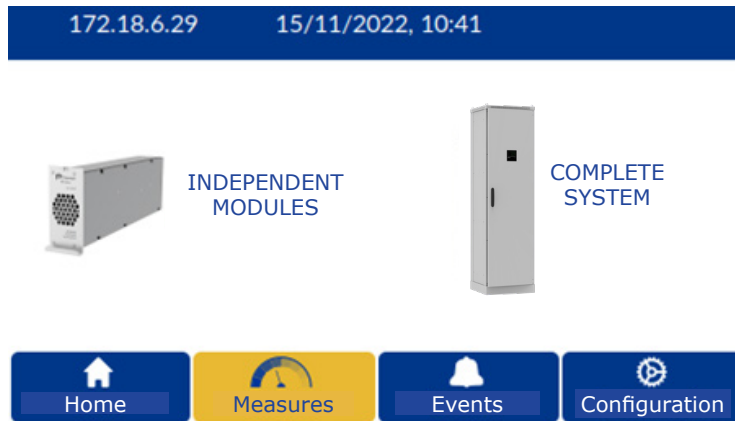 172.18.6.29 15/11/2022, 10:41
INDEPENDENT
MODULES
COMPLETE
SYSTEM
Home Measures Events Configuration